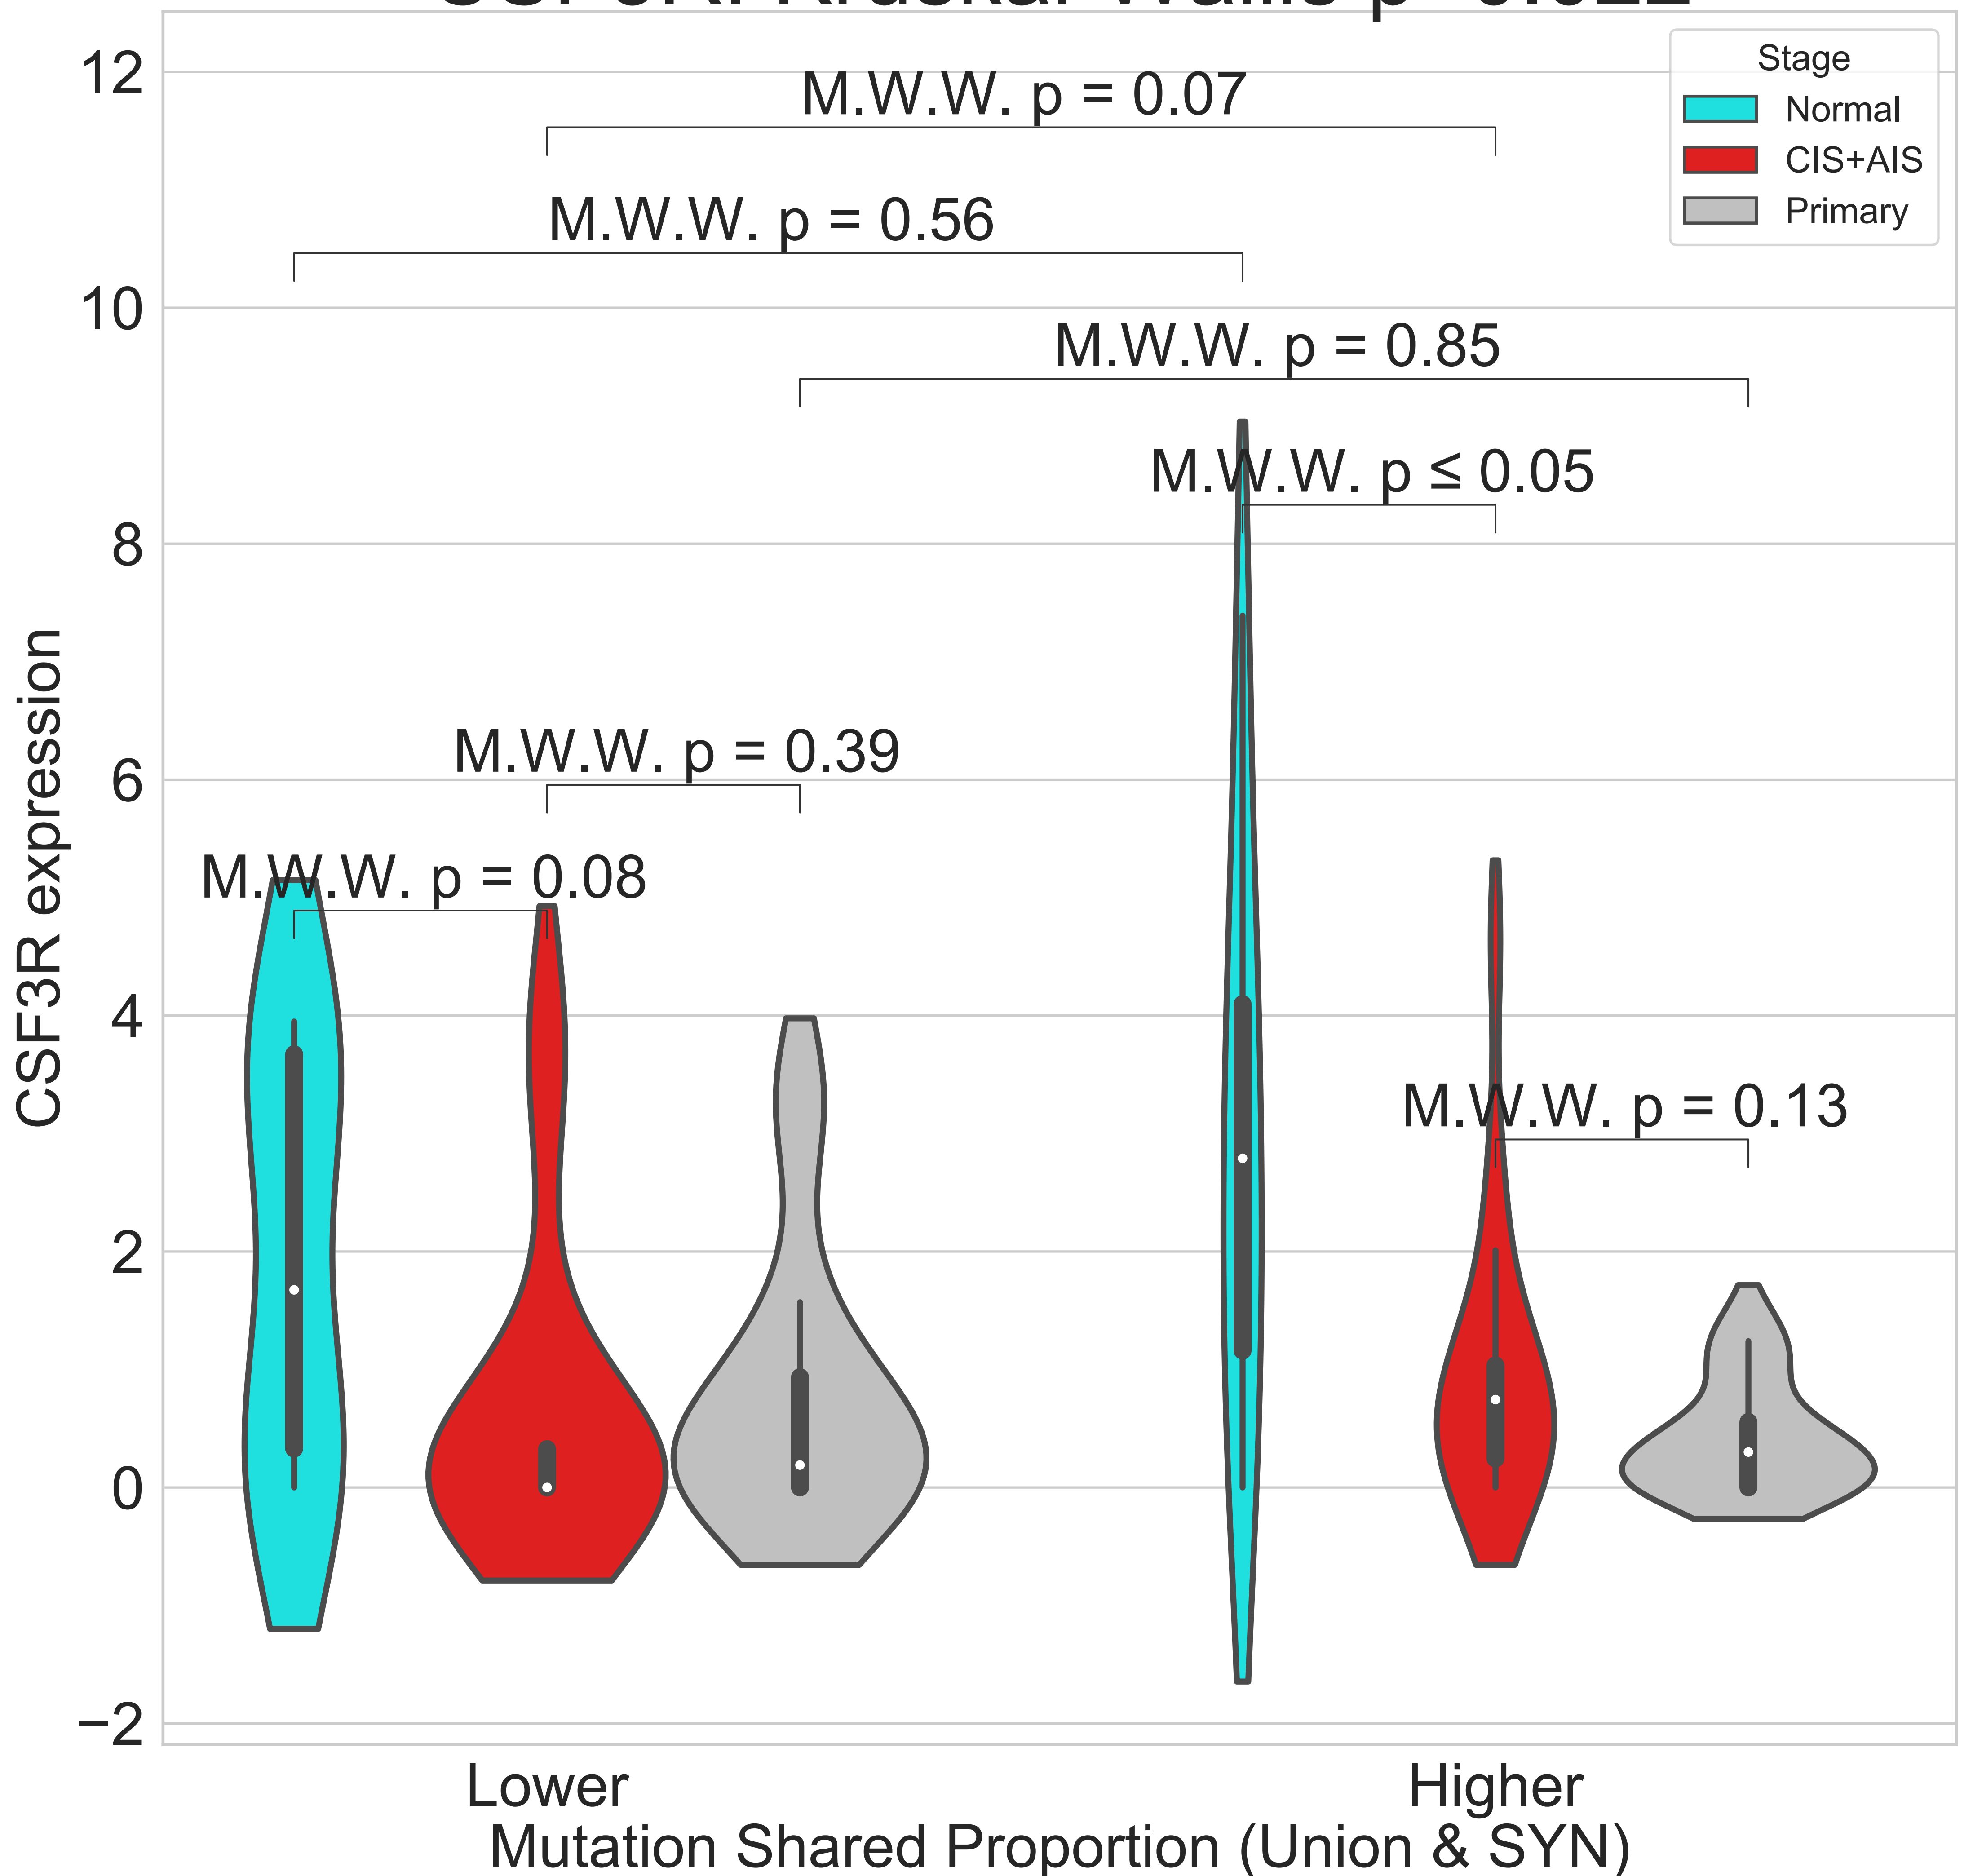 12
10
8
6
4
2
0
−2
CSF3R expression
M.W.W. p = 0.07
M.W.W. p = 0.56
M.W.W. p = 0.85
M.W.W. p ≤ 0.05
M.W.W. p = 0.39
M.W.W. p = 0.08
M.W.W. p = 0.13
Stage
Normal
CIS+AIS
Primary
Lower
Higher
Mutation Shared Proportion (Union & SYN)